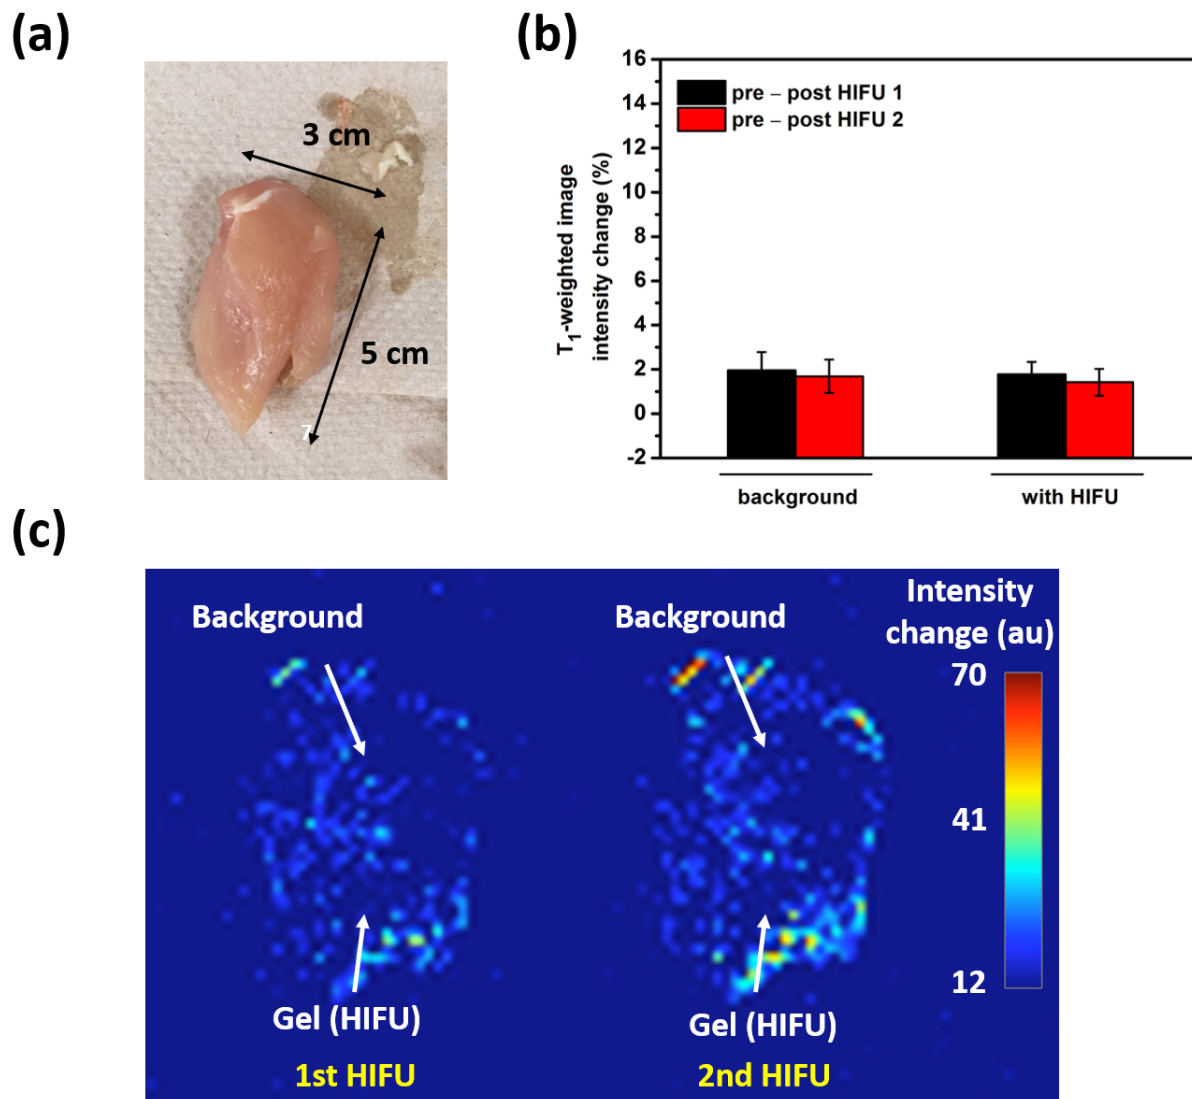 (a)
3 cm
5 cm
7
(b)
16
14
12
10
8
6
4
2
0
-2
T1-weighted image
intensity change (%)
pre – post HIFU 1
pre – post HIFU 2
background
with HIFU
(c)
Background
Background
Intensity
change (au)
70
41
12
Gel (HIFU)
Gel (HIFU)
1st HIFU
2nd HIFU